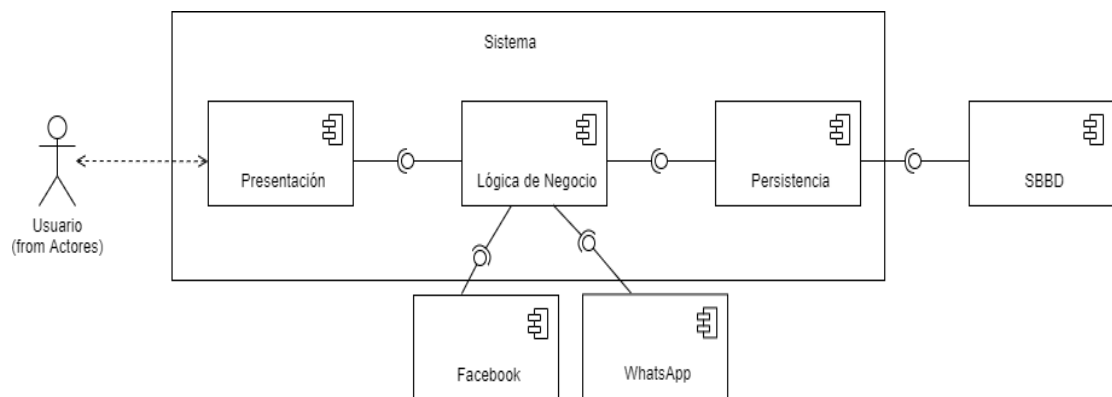 Sistema
Presentación
Lógica de Negocio
Persistencia
SBBD
Usuario
(from Actores)
Facebook
WhatsApp